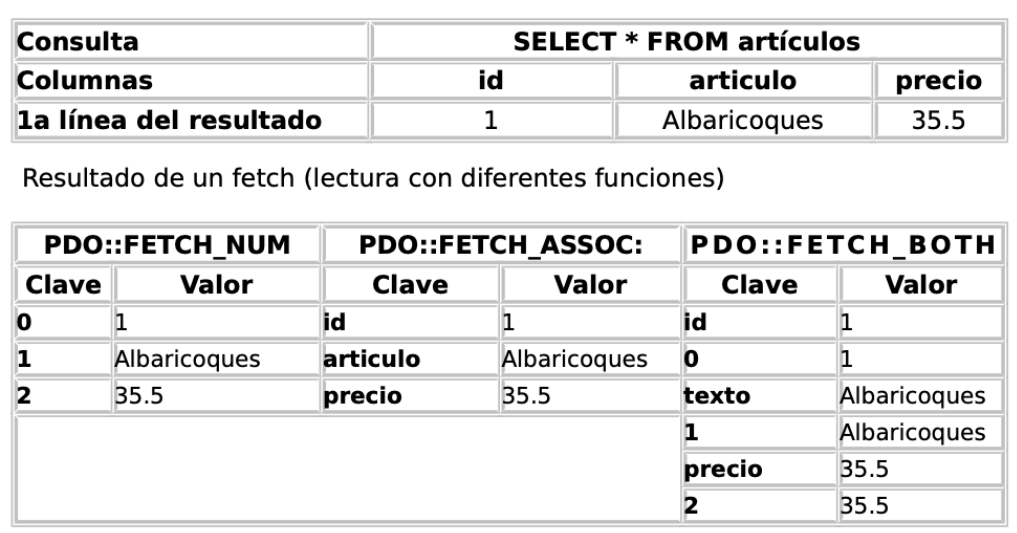 Consulta SELECT * FROM artículos
Columnas id articulo precio
1a línea del resultado 1 Albaricoques 35.5
Resultado de un fetch (lectura con diferentes funciones)
PDO::FETCH_NUM PDO::FETCH_ASSOC: PDO::FETCH_BOTH
Clave Valor Clave Valor Clave Valor
0 1 id 1 id 1
1 Albaricoques articulo Albaricoques 0 1
2 35.5 precio 35.5 texto Albaricoques
1 Albaricoques
precio 35.5
2 35.5